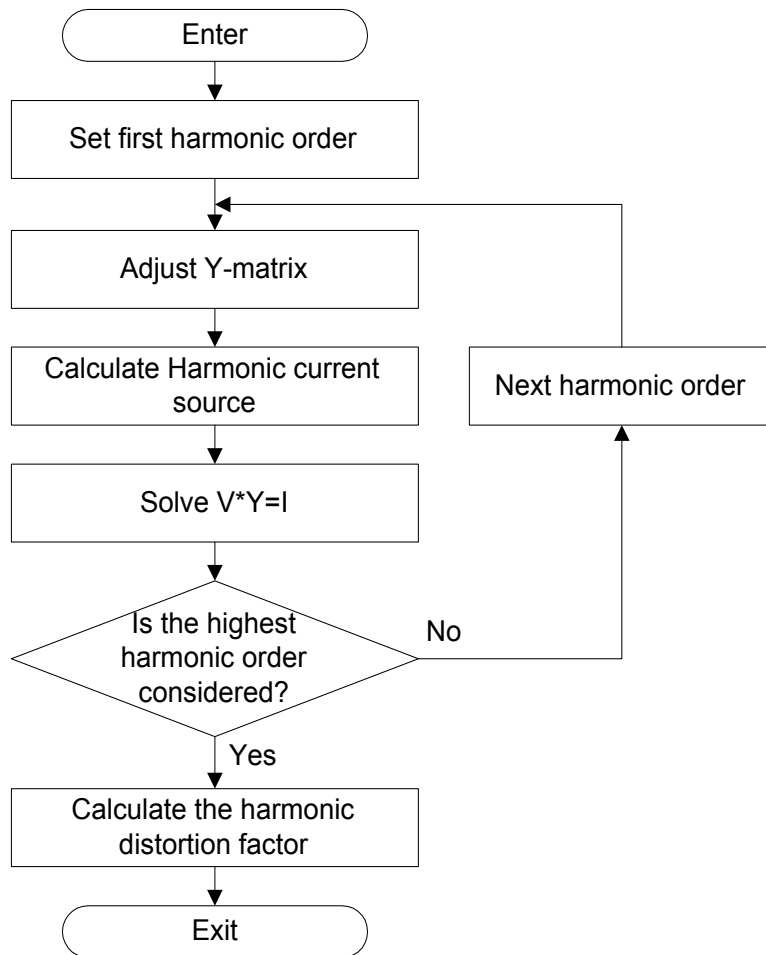 Enter
Set first harmonic order
Adjust Y-matrix
Calculate Harmonic current
source
Next harmonic order
Solve V*Y=I
Is the highest
harmonic order
considered?
No
Yes
Calculate the harmonic
distortion factor
Exit